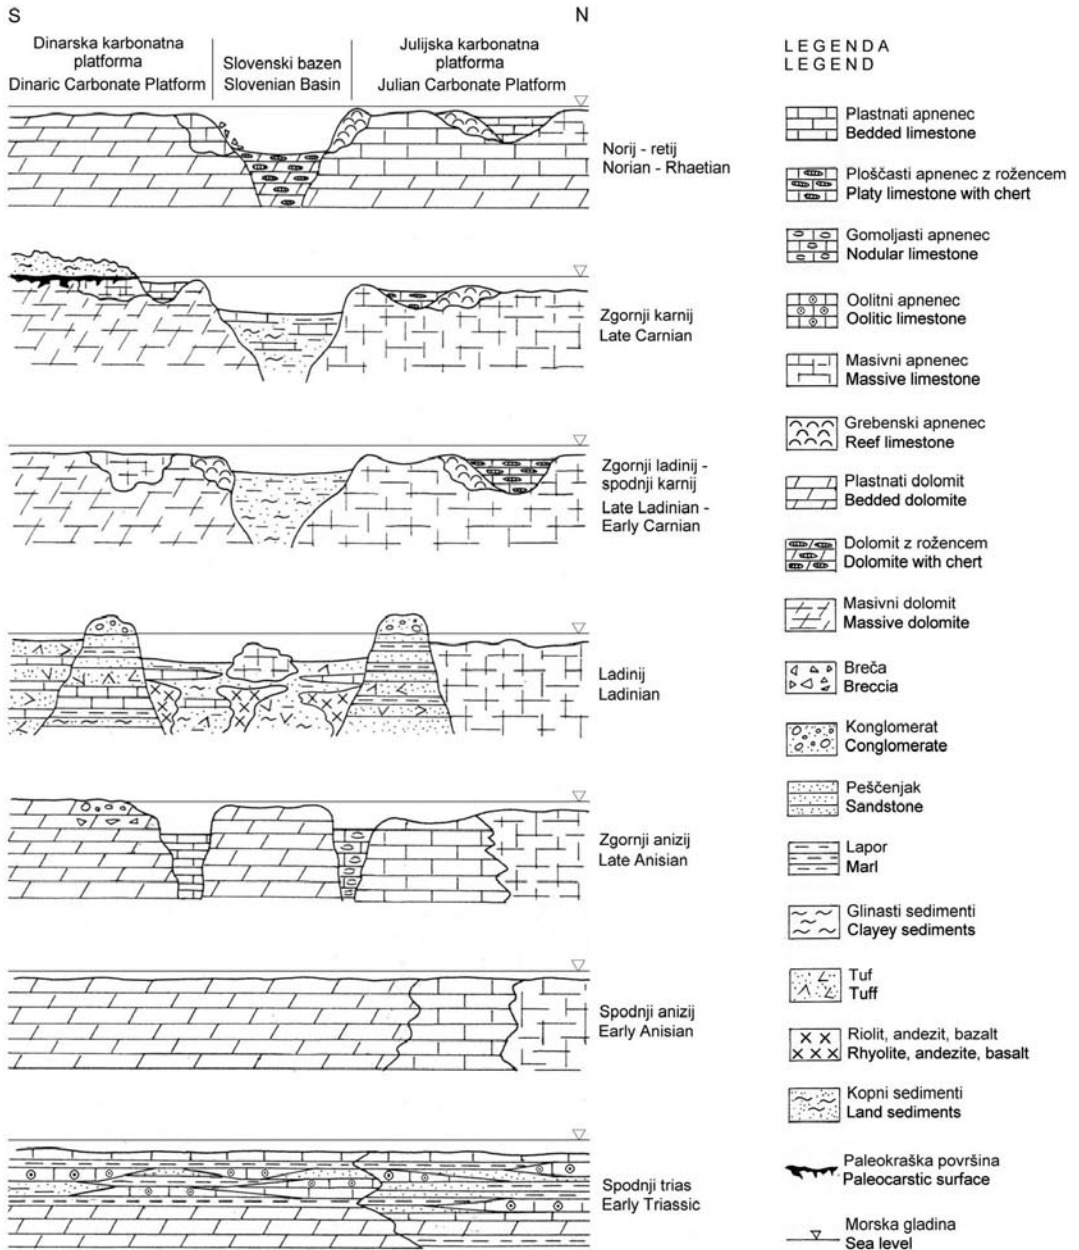 S
N
Dinarska karbonatna
platforma
Dinaric Carbonate Platform
Slovenski bazen
Slovenian Basin
Julijska karbonatna
platforma
Julian Carbonate Platform
Norij - retij
Norian - Rhaetian
Zgornji karnij
Late Carnian
Zgornji ladinij -
spodnji karnij
Late Ladinian -
Early Carnian
Ladinij
Ladinian
Zgornji anizij
Late Anisian
Spodnji anizij
Early Anisian
Spodnji trias
Early Triassic
LEGENDA
LEGEND
Plastnati apnenec
Bedded limestone
Ploščasti apnenec z rožencem
Platy limestone with chert
Gomoljasti apnenec
Nodular limestone
Oolitni apnenec
Oolitic limestone
Masivni apnenec
Massive limestone
Grebenski apnenec
Reef limestone
Plastnati dolomit
Bedded dolomite
Dolomit z rožencem
Dolomite with chert
Masivni dolomit
Massive dolomite
Breča
Breccia
Konglomerat
Conglomerate
Peščenjak
Sandstone
Lapor
Marl
Glinasti sedimenti
Clayey sediments
Tuf
Tuff
Riolit, andezit, bazalt
Rhyolite, andezite, basalt
Kopni sedimenti
Land sediments
Paleokraška površina
Paleocarstic surface
Morska gladina
Sea level